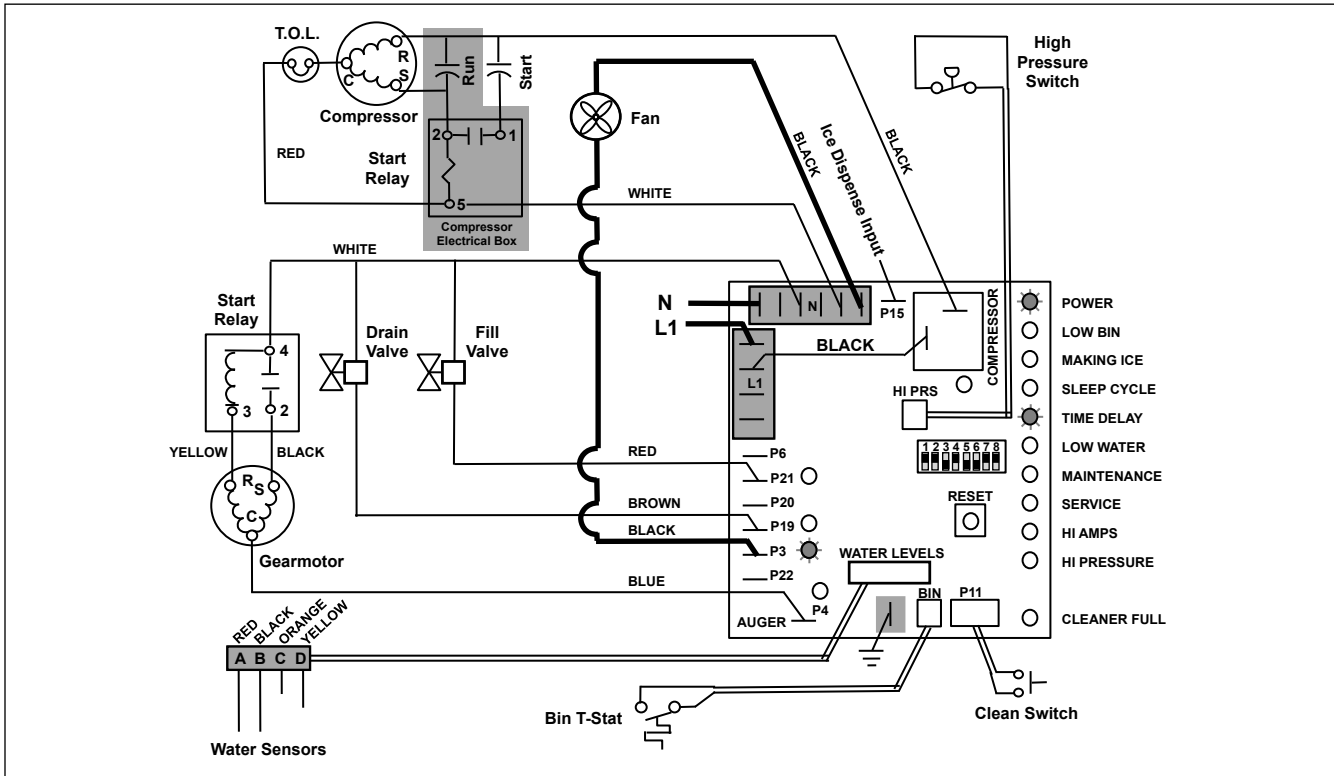 T.O.L.
R
S
C
Compressor
Run
Start
RED
Start
Relay
2
1
5
Compressor
Electrical Box
WHITE
Fan
BLACK
Ice Dispense Input
BLACK
High
Pressure
Switch
WHITE
Start
Relay
4
3
2
YELLOW
BLACK
R
S
C
Gearmotor
Drain
Valve
Fill
Valve
N
L1
N
L1
BLACK
P15
COMPRESSOR
HI PRS
1 2 3 4 5 6 7 8
RESET
RED
P6
P21
BROWN
P20
P19
BLACK
P3
P22
BLUE
P4
AUGER
WATER LEVELS
BIN
P11
POWER
LOW BIN
MAKING ICE
SLEEP CYCLE
TIME DELAY
LOW WATER
MAINTENANCE
SERVICE
HI AMPS
HI PRESSURE
CLEANER FULL
RED
BLACK
ORANGE
YELLOW
A B C D
Water Sensors
Bin T-Stat
Clean Switch